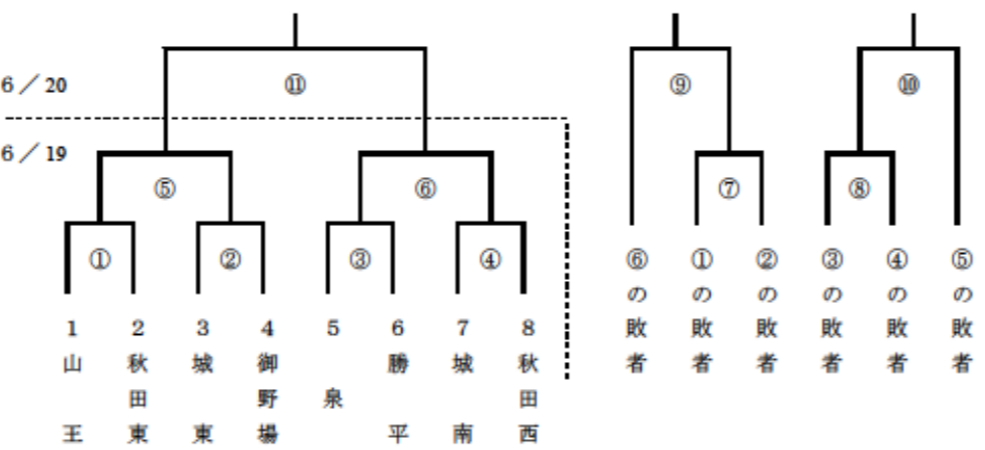 6／20
⑪
⑨
⑩
6／19
⑤
⑥
⑦
⑧
①
②
③
④
1 山王
2 秋田東
3 城東
4 御野場
5 泉
6 勝平
7 城南
8 秋田西
⑥の敗者
①の敗者
②の敗者
③の敗者
④の敗者
⑤の敗者